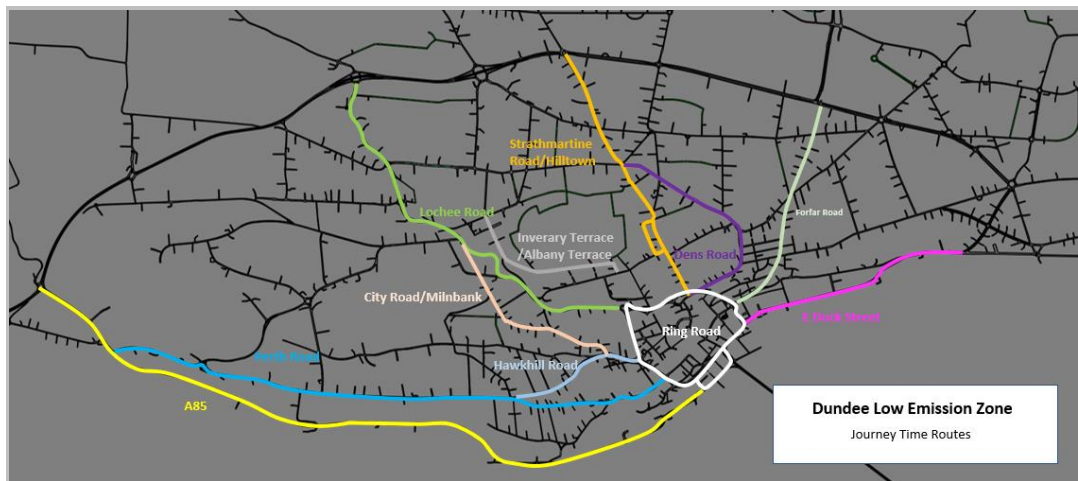 Strathmartine
Road/Hilltown
Lochee Road
Forfar Road
Inverary Terrace
/Albany Terrace
Dens Road
City Road/Milnbank
E Dock Street
Ring Road
Perth Road
Hawkhill Road
A85
Dundee Low Emission Zone
Journey Time Routes